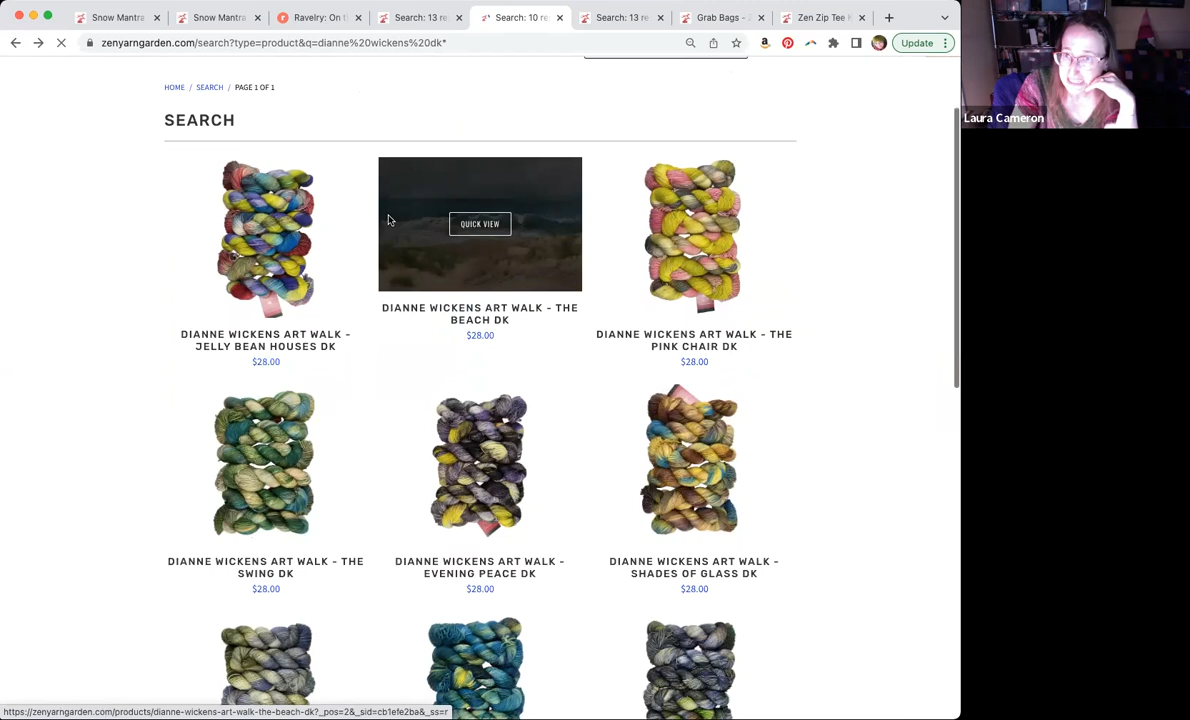 Snow Mantra
Snow Mantra
Ravelry: On t
Search: 13 re
Search: 10 re
Search: 13 re
Grab Bags - Z
Zen Zip Tee K
zenyarngarden.com/search?type=product&q=dianne%20wickens%20dk*
Update
HOME / SEARCH / PAGE 1 OF 1
SEARCH
QUICK VIEW
DIANNE WICKENS ART WALK -
JELLY BEAN HOUSES DK
$28.00
DIANNE WICKENS ART WALK - THE
BEACH DK
$28.00
DIANNE WICKENS ART WALK - THE
PINK CHAIR DK
$28.00
DIANNE WICKENS ART WALK - THE
SWING DK
$28.00
DIANNE WICKENS ART WALK -
EVENING PEACE DK
$28.00
DIANNE WICKENS ART WALK -
SHADES OF GLASS DK
$28.00
https://zenyarngarden.com/products/dianne-wickens-art-walk-the-beach-dk?_pos=2&_sid=cb1efe2ba&_ss=r
Laura Cameron